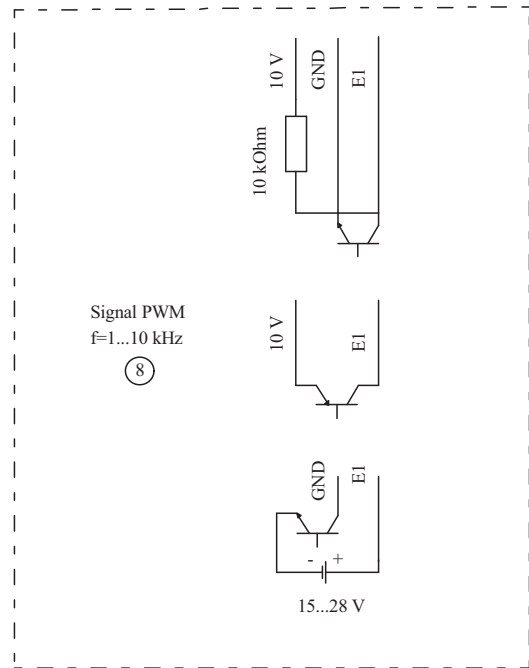 10 V
GND
E1
10 kOhm
Signal PWM
f=1...10 kHz
8
10 V
E1
GND
E1
- +
15...28 V